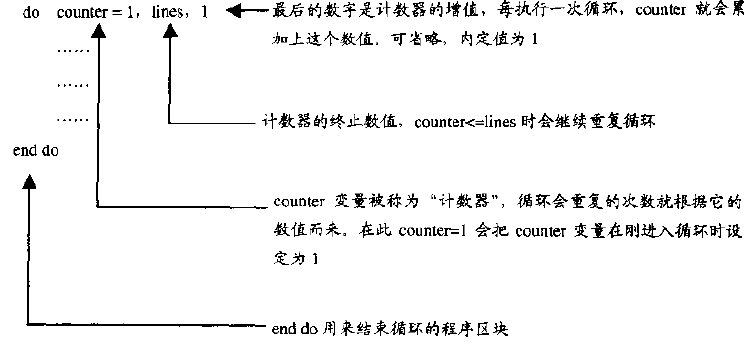 do counter = 1, lines, 1
最后的数字是计数器的增值，每执行一次循环，counter 就会累
加上这个数值．可省略，内定值为 1
……
……
……
计数器的终止数值，counter<=lines 时会继续重复循环
end do
counter 变量被称为“计数器”，循环会重复的次数就根据它的
数值而来。在此 counter=1 会把 counter 变量在刚进入循环时设
定为 1
end do 用来结束循环的程序区块